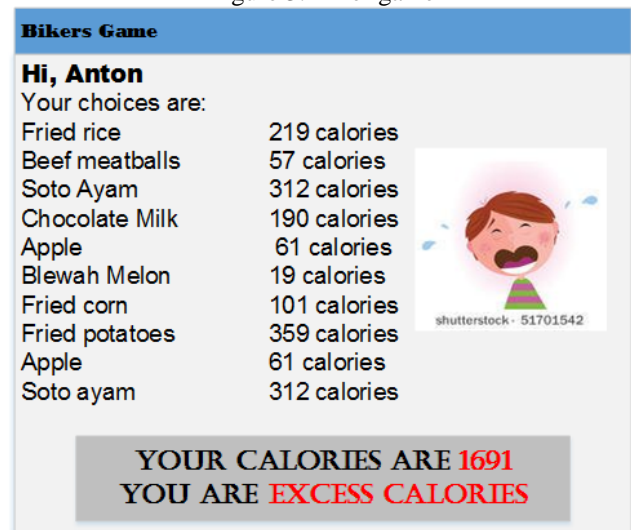 Bikers Game
Hi, Anton
Your choices are:
Fried rice 219 calories
Beef meatballs 57 calories
Soto Ayam 312 calories
Chocolate Milk 190 calories
Apple 61 calories
Blewah Melon 19 calories
Fried corn 101 calories
Fried potatoes 359 calories
Apple 61 calories
Soto ayam 312 calories
shutterstock · 51701542
YOUR CALORIES ARE 1691
YOU ARE EXCESS CALORIES